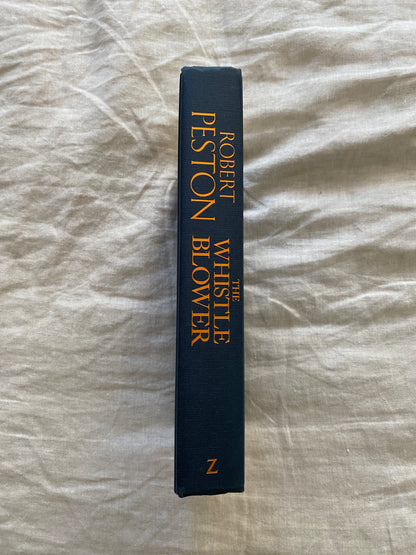 ROBERT
PESTON
THE
WHISTLE
BLOWER
Z